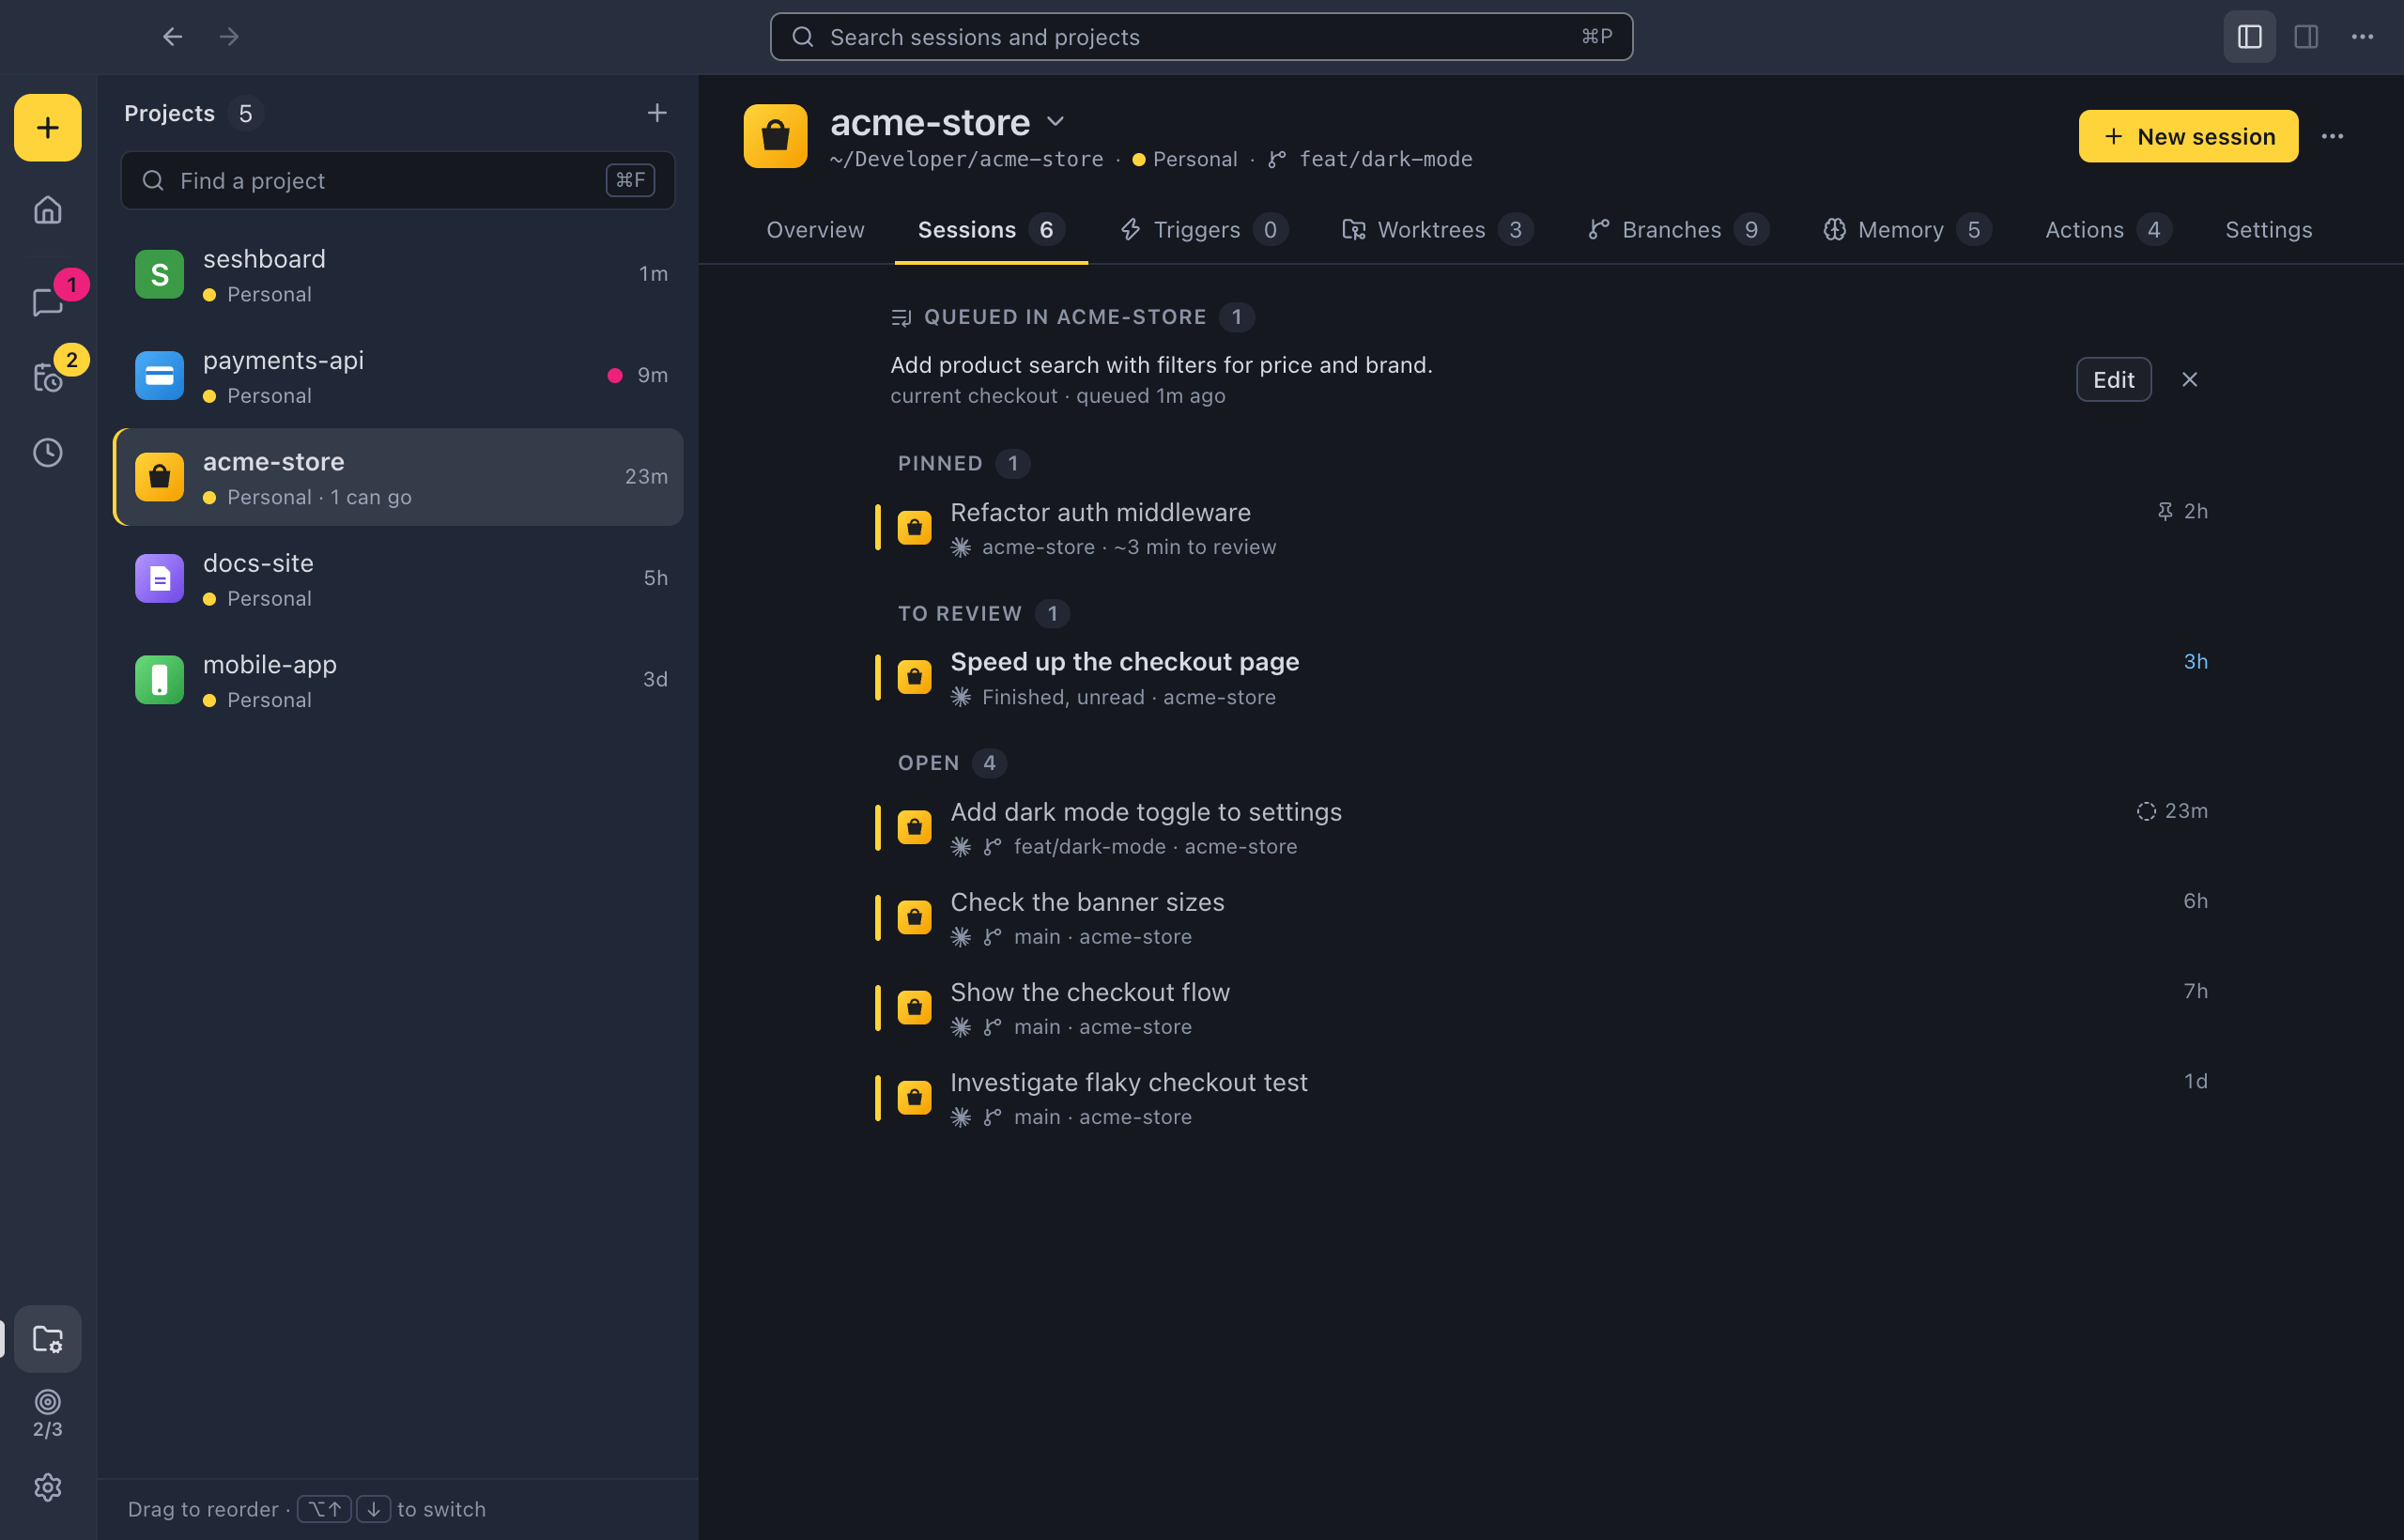 Search sessions and projects ⌘P
Projects 5
Find a project ⌘F
1
2
S
seshboard 1m
Personal
payments-api 9m
Personal
acme-store 23m
Personal · 1 can go
docs-site 5h
Personal
mobile-app 3d
Personal
2/3
Drag to reorder · ⌥↑ ↓ to switch
acme-store
~/Developer/acme-store · Personal · feat/dark-mode
New session
Overview Sessions 6 Triggers 0 Worktrees 3 Branches 9 Memory 5 Actions 4 Settings
QUEUED IN ACME-STORE 1
Add product search with filters for price and brand.
current checkout · queued 1m ago
Edit
PINNED 1
Refactor auth middleware 2h
acme-store · ~3 min to review
TO REVIEW 1
Speed up the checkout page 3h
Finished, unread · acme-store
OPEN 4
Add dark mode toggle to settings 23m
feat/dark-mode · acme-store
Check the banner sizes 6h
main · acme-store
Show the checkout flow 7h
main · acme-store
Investigate flaky checkout test 1d
main · acme-store